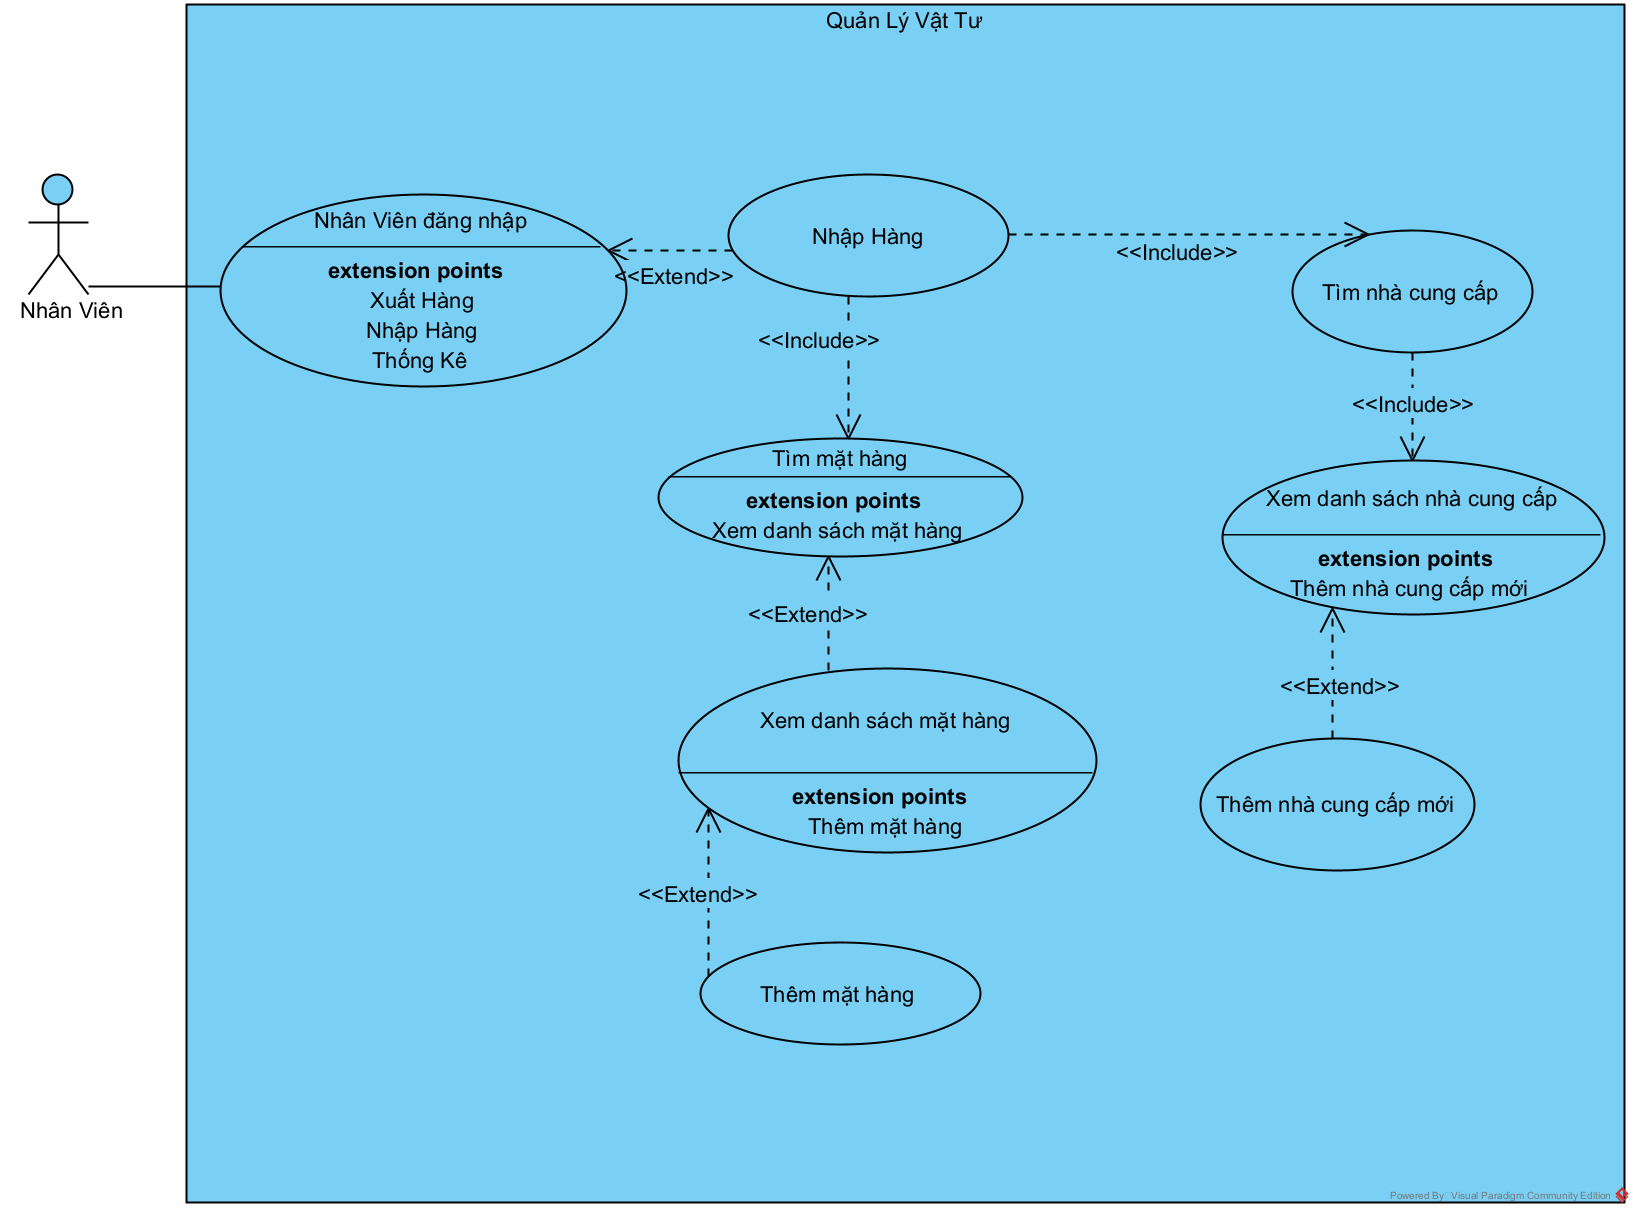 Quản Lý Vật Tư
Nhân Viên
Nhân Viên đăng nhập
extension points
Xuất Hàng
Nhập Hàng
Thống Kê
<<Extend>>
Nhập Hàng
<<Include>>
Tìm nhà cung cấp
<<Include>>
<<Include>>
Tìm mặt hàng
extension points
Xem danh sách mặt hàng
Xem danh sách nhà cung cấp
extension points
Thêm nhà cung cấp mới
<<Extend>>
<<Extend>>
Xem danh sách mặt hàng
extension points
Thêm mặt hàng
Thêm nhà cung cấp mới
<<Extend>>
Thêm mặt hàng
Powered By: Visual Paradigm Community Edition